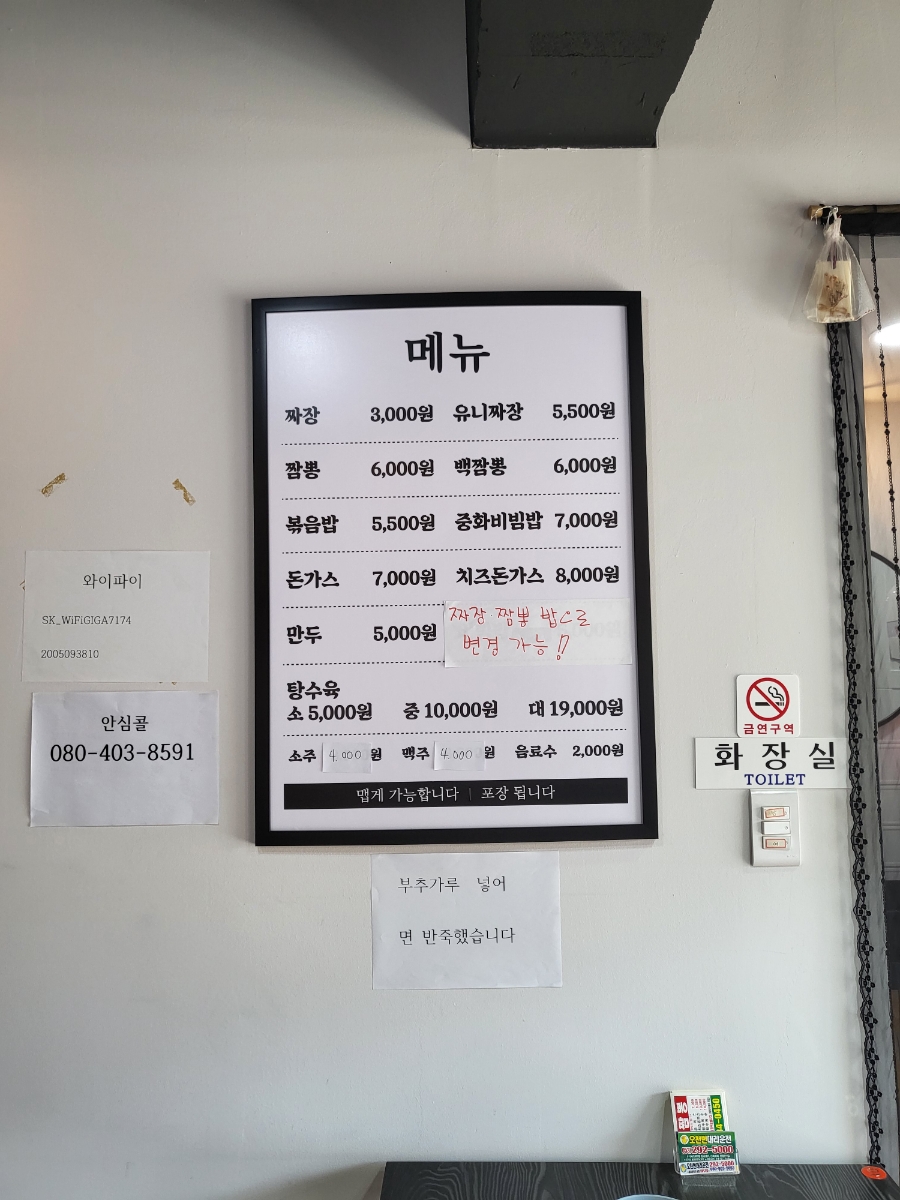 메뉴
짜장 3,000원 유니짜장 5,500원
짬뽕 6,000원 백짬뽕 6,000원
볶음밥 5,500원 중화비빔밥 7,000원
돈가스 7,000원 치즈돈가스 8,000원
만두 5,000원
짜장 짬뽕 밥으로
변경 가능!!
탕수육
소 5,000원 중 10,000원 대 19,000원
소주 4,000원 맥주 4,000원 음료수 2,000원
맵게 가능합니다 | 포장 됩니다
와이파이
SK_WiFiGIGA7174
2005093810
안심콜
080-403-8591
부추가루 넣어
면 반죽했습니다
금연구역
화장실
TOILET
292-5000